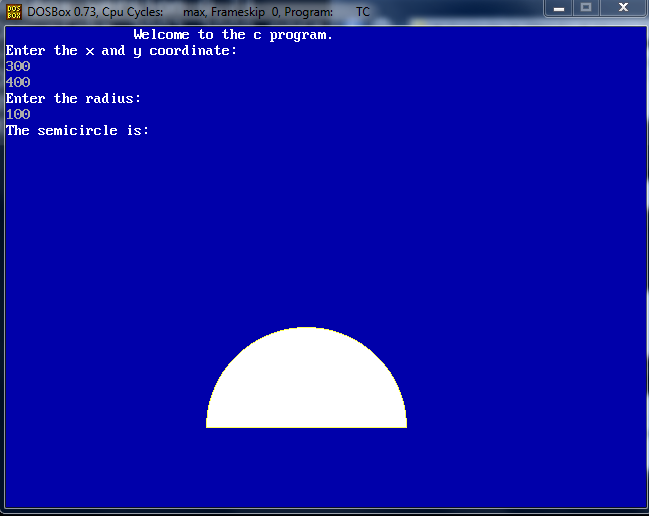 DOS
BOX
DOSBox 0.73, Cpu Cycles: max, Frameskip 0, Program: TC
Welcome to the c program.
Enter the x and y coordinate:
300
400
Enter the radius:
100
The semicircle is: